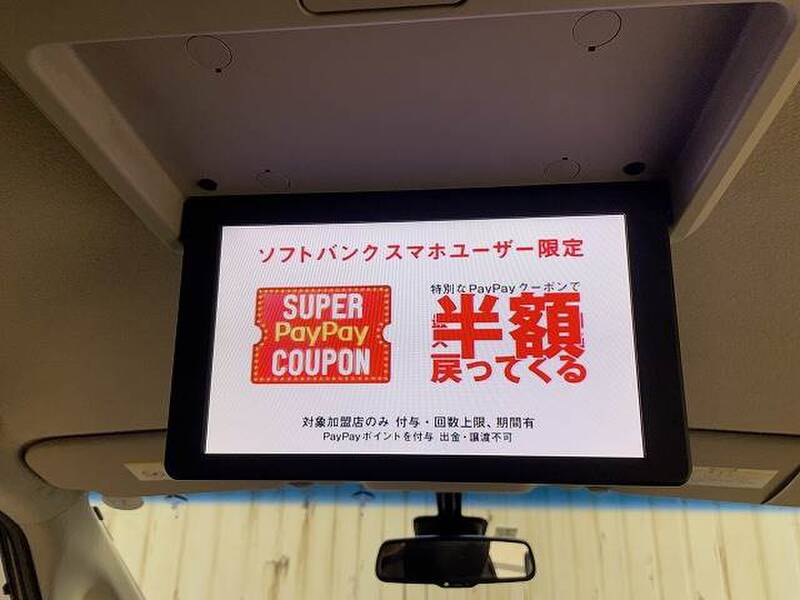 ソフトバンクスマホユーザー限定
SUPER
PayPay
COUPON
特別なPayPayクーポンで
半額
戻ってくる
対象加盟店のみ 付与・回数上限、期間有
PayPayポイントを付与 出金・譲渡不可